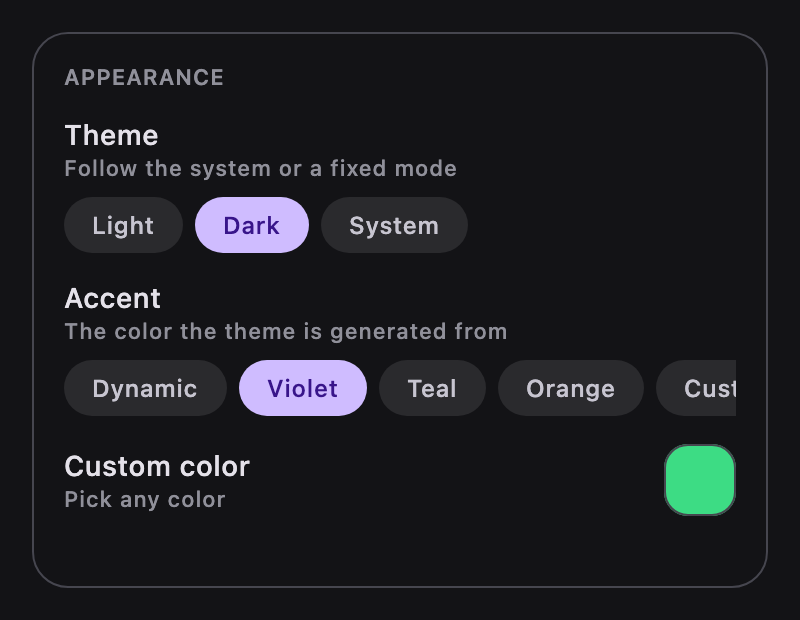 APPEARANCE
Theme
Follow the system or a fixed mode
Light Dark System
Accent
The color the theme is generated from
Dynamic Violet Teal Orange Cust
Custom color
Pick any color